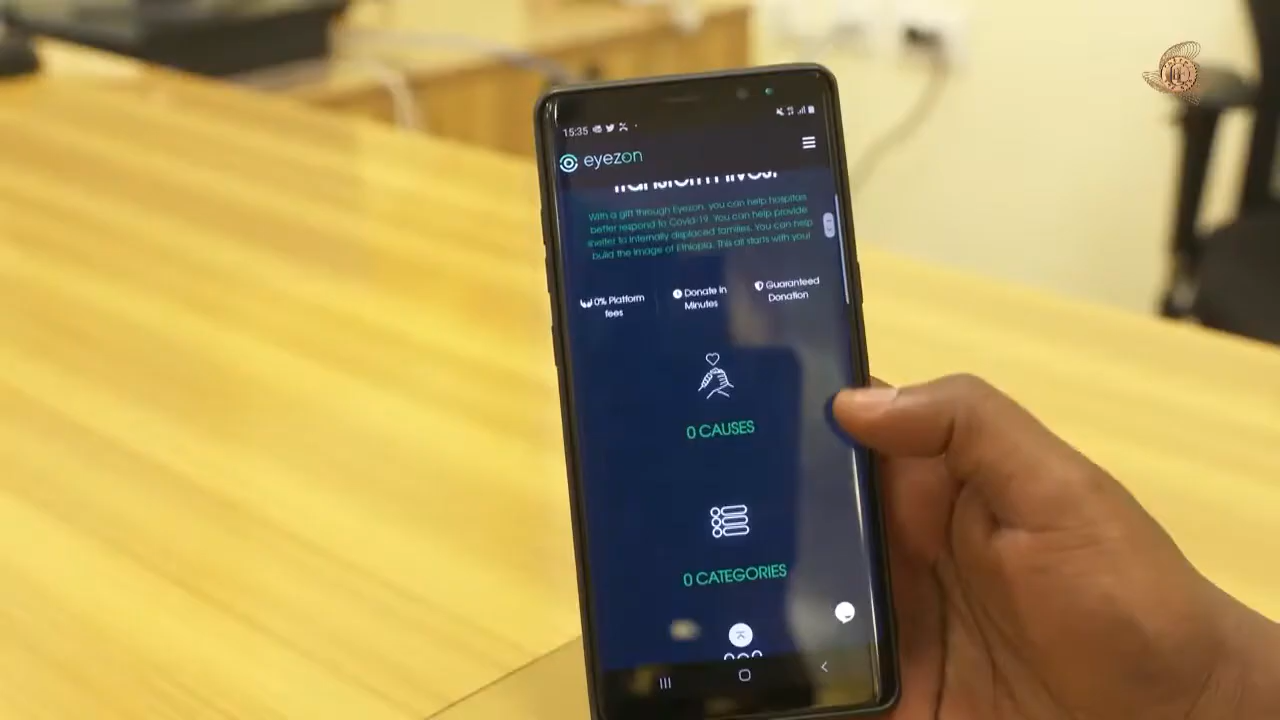 15:35
eyezon
Transform lives.
With a gift through Eyezon, you can help hospitals
better respond to Covid-19. You can help provide
shelter to internally displaced families. You can help
build the image of Ethiopia. This all starts with you!
0% Platform
fees
Donate in
Minutes
Guaranteed
Donation
0 CAUSES
0 CATEGORIES